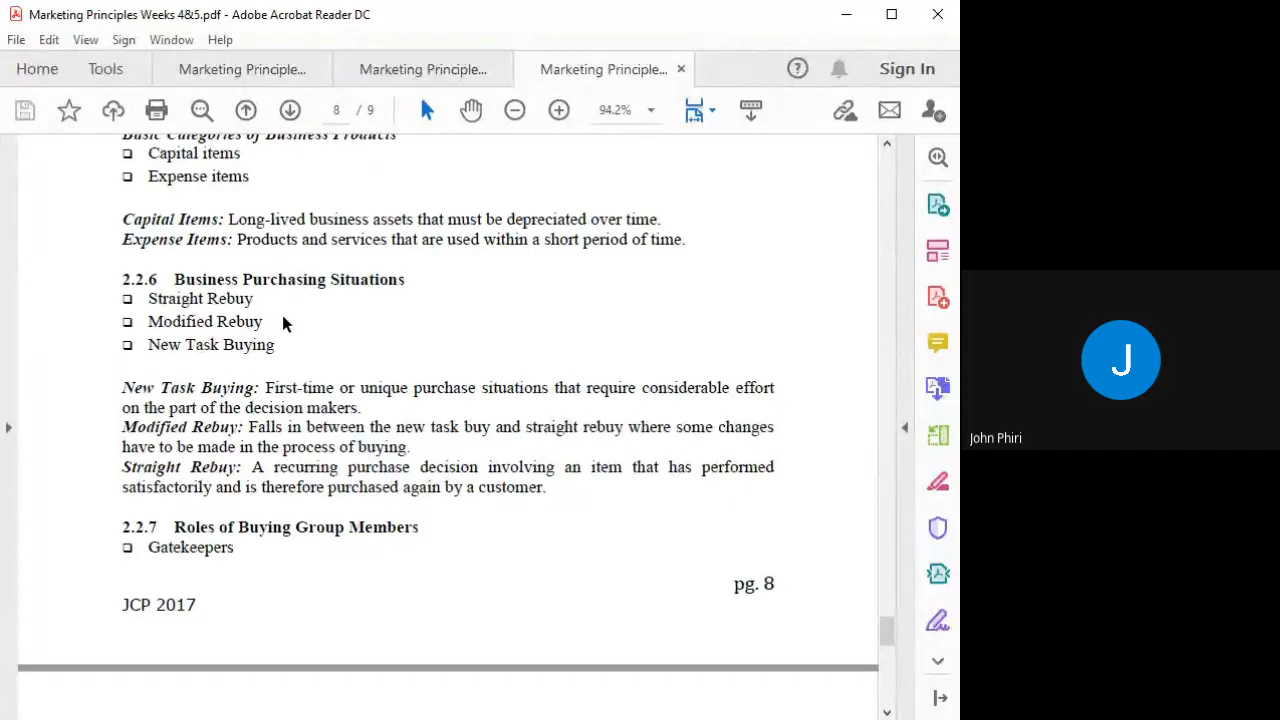 Marketing Principles Weeks 4&5.pdf - Adobe Acrobat Reader DC
File Edit View Sign Window Help
Home Tools Marketing Principle... Marketing Principle... Marketing Principle... Sign In
8 / 9 94.2%
Basic Categories of Business Products
Capital items
Expense items
Capital Items: Long-lived business assets that must be depreciated over time.
Expense Items: Products and services that are used within a short period of time.
2.2.6 Business Purchasing Situations
Straight Rebuy
Modified Rebuy
New Task Buying
New Task Buying: First-time or unique purchase situations that require considerable effort
on the part of the decision makers.
Modified Rebuy: Falls in between the new task buy and straight rebuy where some changes
have to be made in the process of buying.
Straight Rebuy: A recurring purchase decision involving an item that has performed
satisfactorily and is therefore purchased again by a customer.
2.2.7 Roles of Buying Group Members
Gatekeepers
pg. 8
JCP 2017
J
John Phiri